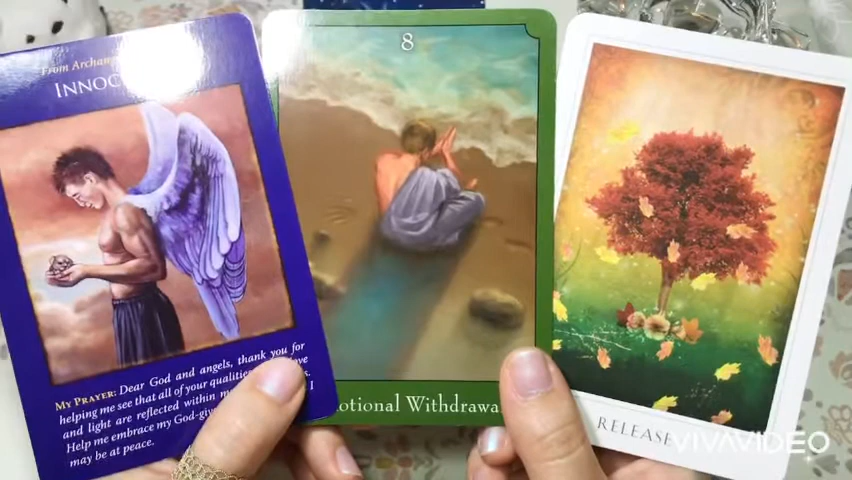 From
INNOC
MY PRAYER: Dear God and angels, thank you for
helping me see that all of your
and light are reflected within
Help me embrace my God-giv
may be at peace.
8
otional Withdrawa
RELEASE
VIVAVIDEO